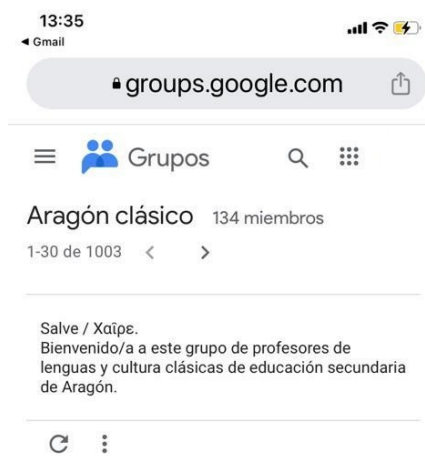 13:35
Gmail
groups.google.com
Grupos
Aragón clásico 134 miembros
1-30 de 1003
Salve / Χαῖρε.
Bienvenido/a a este grupo de profesores de
lenguas y cultura clásicas de educación secundaria
de Aragón.